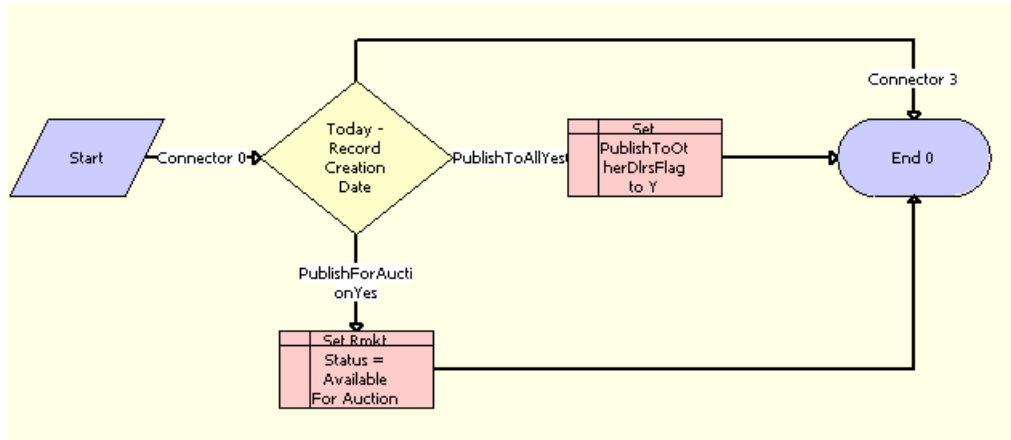 Connector 3
Start
Connector 0
Today -
Record
Creation
Date
PublishToAllYes
Set
PublishToOt
herDlrsFlag
to Y
End 0
PublishForAucti
onYes
Set Rmkt
Status =
Available
For Auction